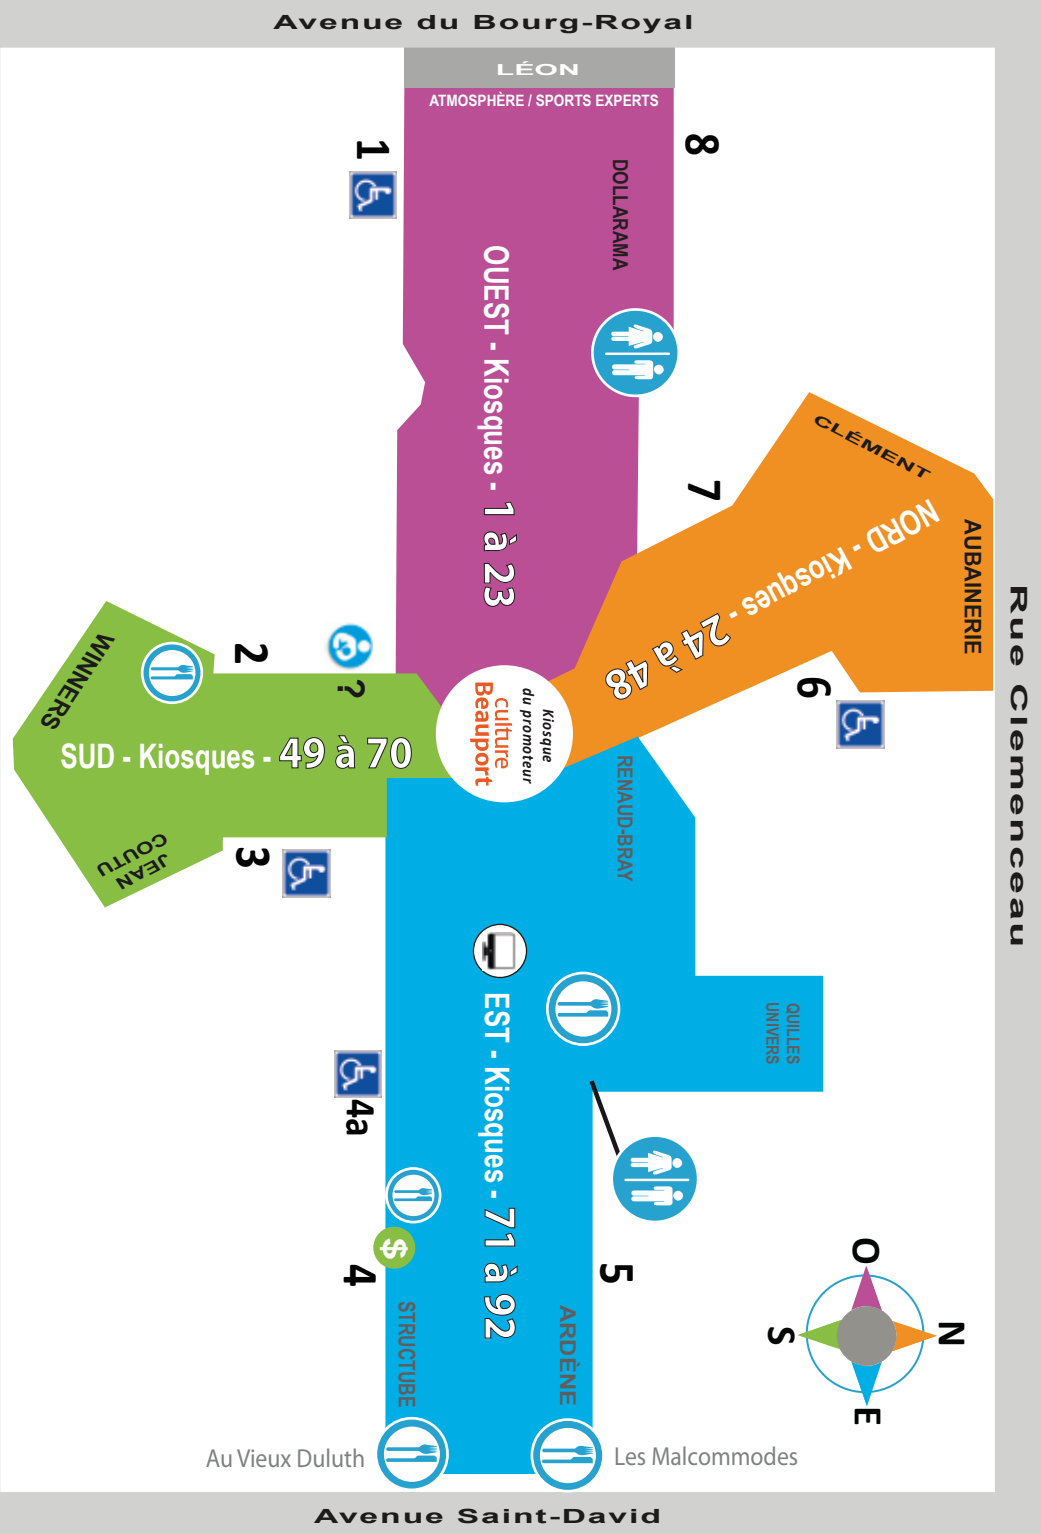 Avenue du Bourg-Royal
LÉON
ATMOSPHÈRE / SPORTS EXPERTS
1
8
DOLLARAMA
OUEST - Kiosques - 1 à 23
7
CLÉMENT
NORD - Kiosques - 24 à 48
AUBAINERIE
Rue Clemenceau
6
2
?
WINNERS
SUD - Kiosques - 49 à 70
JEAN
COUTU
3
Kiosque
du promoteur
culture
Beauport
RENAUD-BRAY
QUILLES
UNIVERS
EST - Kiosques - 71 à 92
4a
$
4
5
STRUCTUBE
ARDÈNE
O
N
S
E
Au Vieux Duluth
Les Malcommodes
Avenue Saint-David